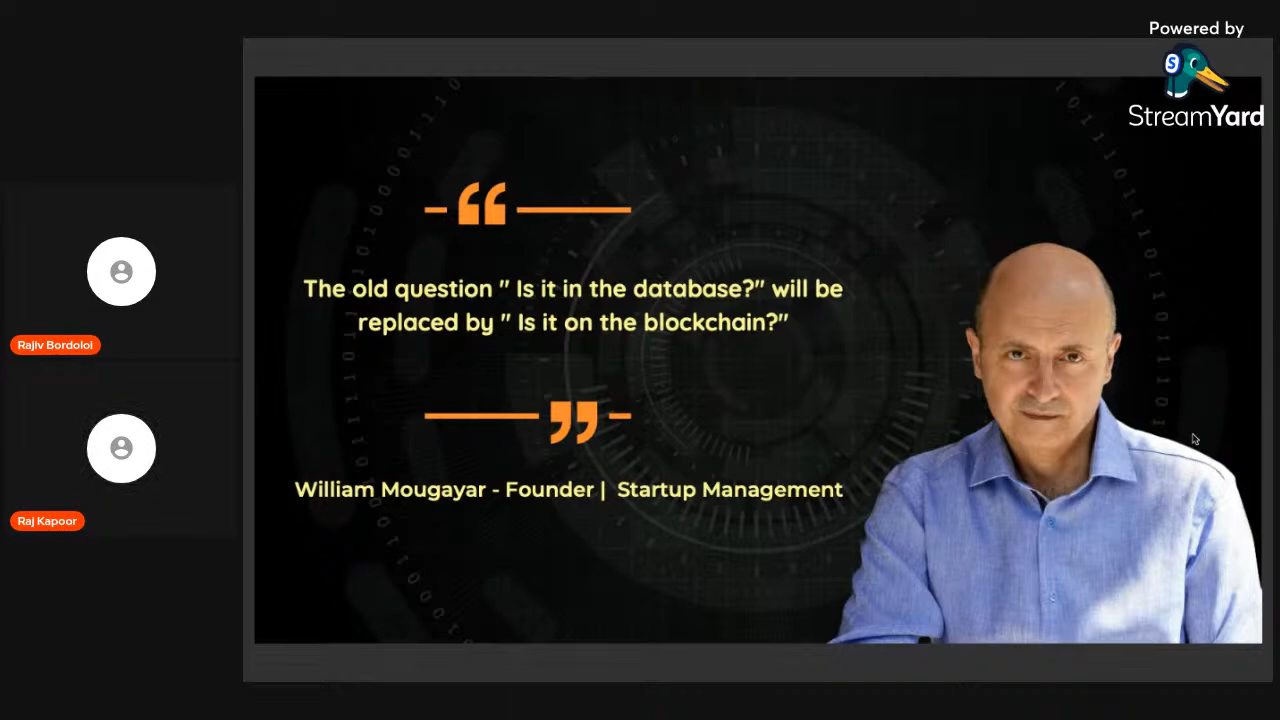 Powered by
StreamYard
The old question " Is it in the database?" will be
replaced by " Is it on the blockchain?"
William Mougayar - Founder | Startup Management
Rajiv Bordoloi
Raj Kapoor